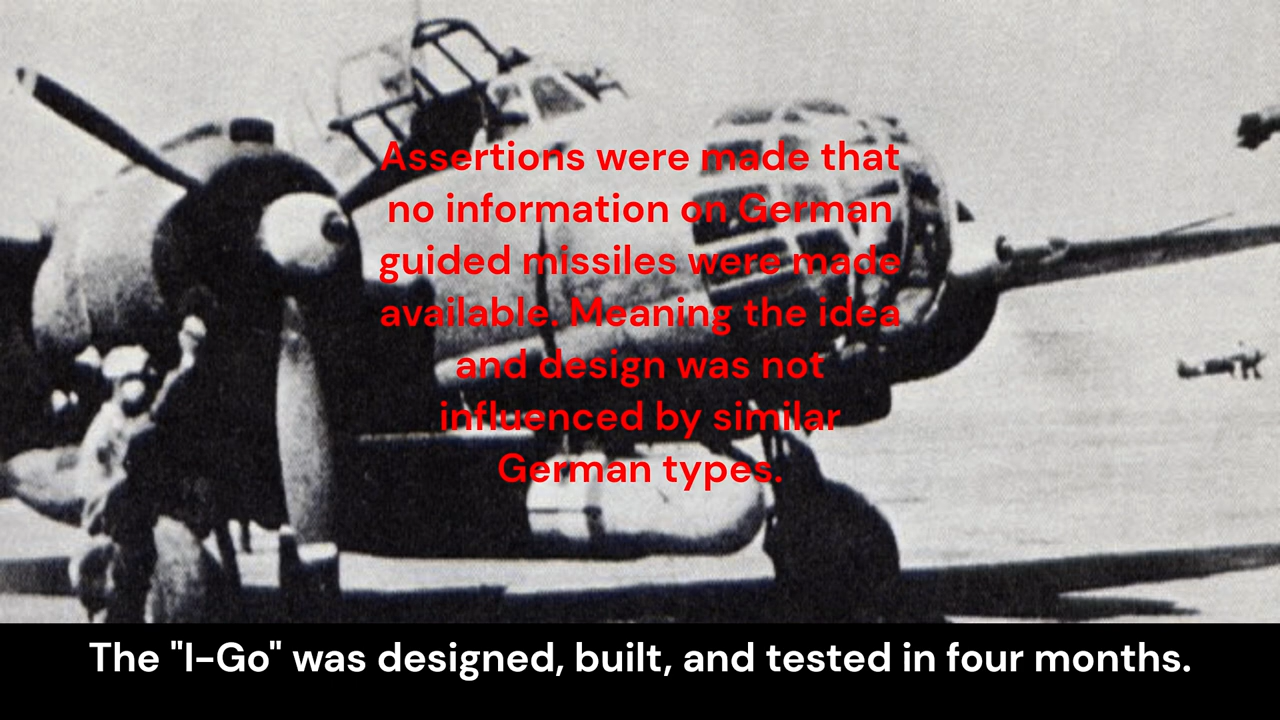 Assertions were made that
no information on German
guided missiles were made
available. Meaning the idea
and design was not
influenced by similar
German types.
The "I-Go" was designed, built, and tested in four months.